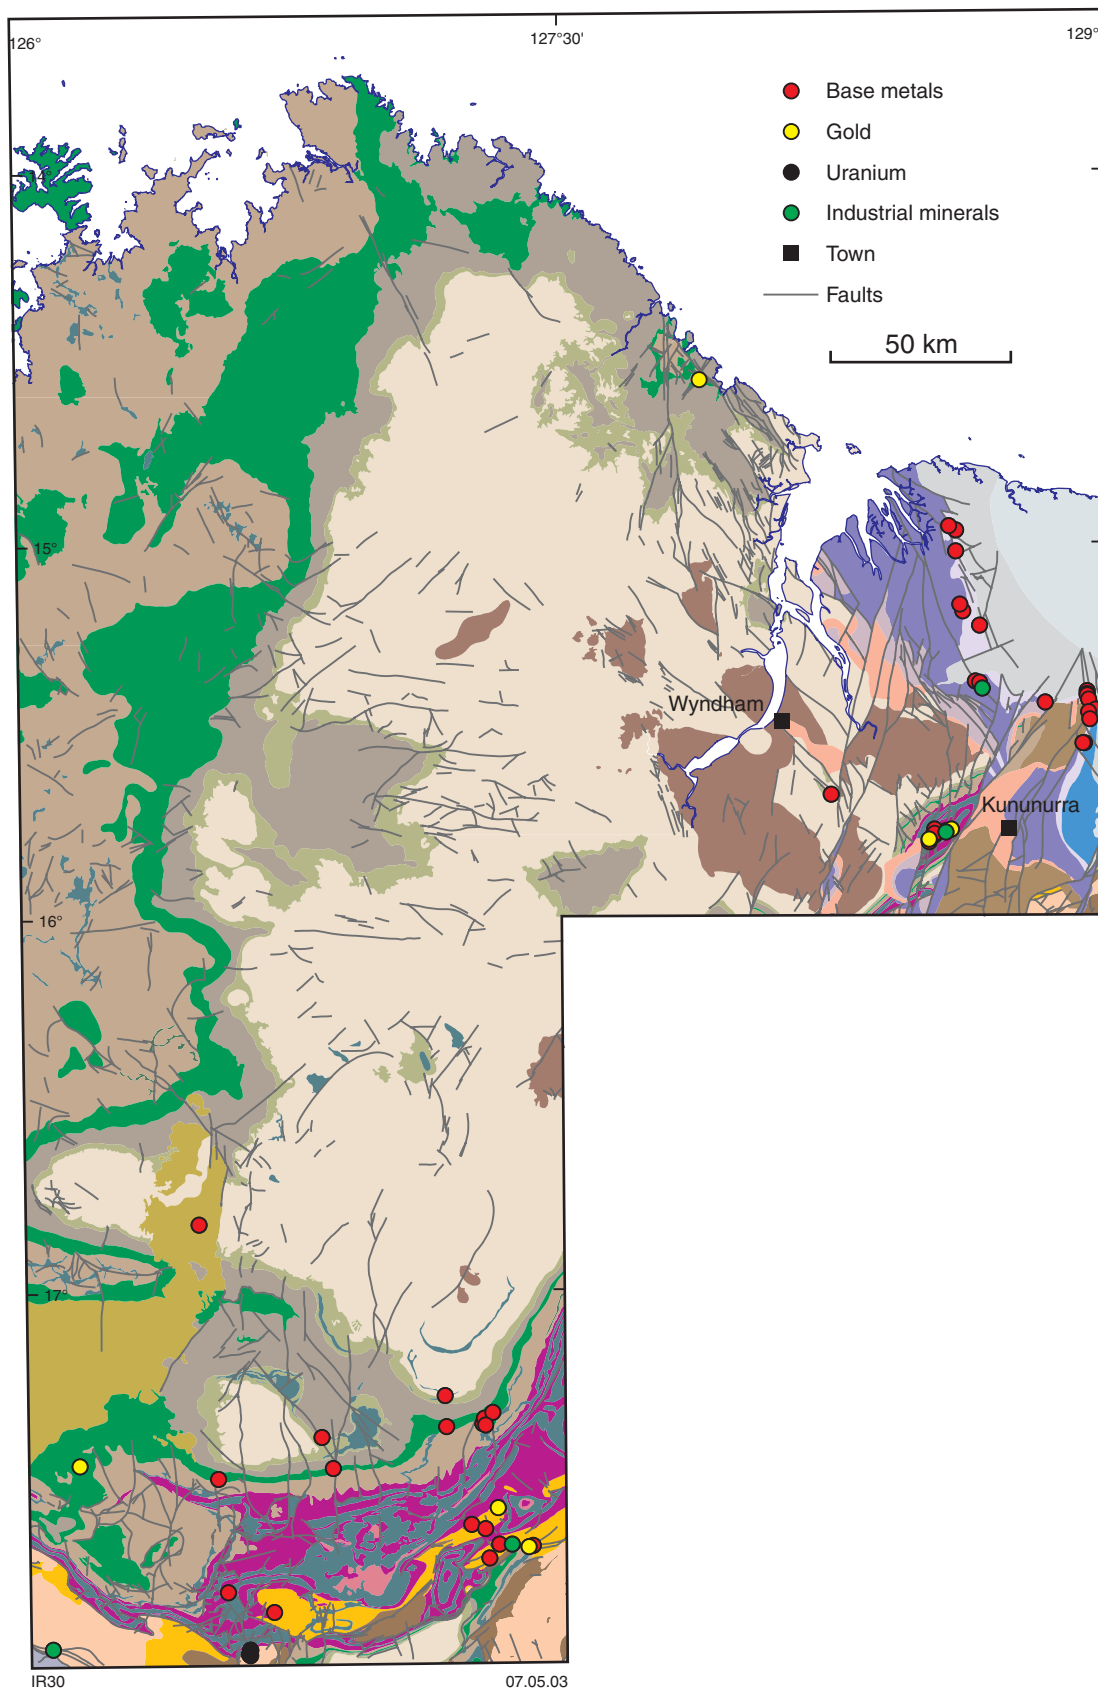 126°
127°30'
129°
Base metals
Gold
Uranium
Industrial minerals
Town
Faults
50 km
14°
15°
Wyndham
Kununurra
16°
17°
IR30
07.05.03